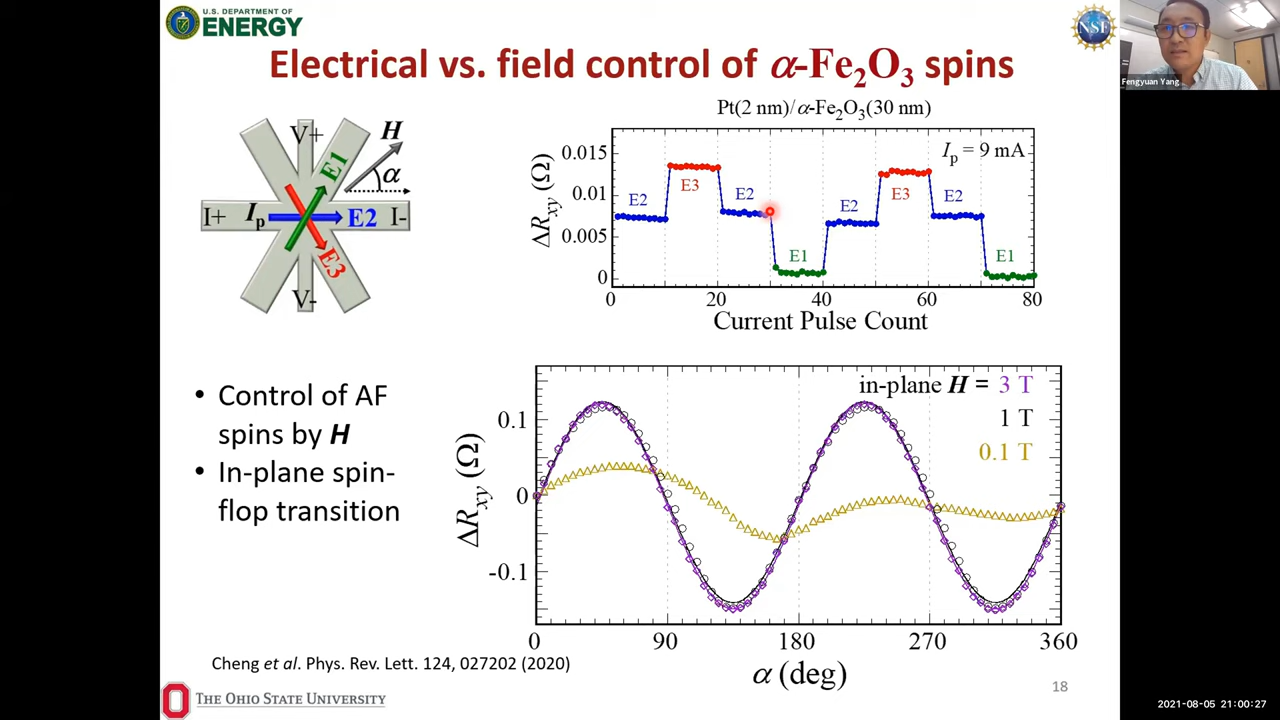 U.S. DEPARTMENT OF
ENERGY
NSF
Fengyuan Yang
Electrical vs. field control of α-Fe2O3 spins
V+
H
E1
α
I+
Ip
E2
I-
E3
V-
Pt(2 nm)/α-Fe2O3(30 nm)
Ip = 9 mA
ΔRxy (Ω)
0.015
0.01
0.005
0
E2
E3
E2
E1
E2
E3
E2
E1
0 20 40 60 80
Current Pulse Count
• Control of AF
spins by H
• In-plane spin-
flop transition
in-plane H = 3 T
1 T
0.1 T
ΔRxy (Ω)
0.1
0
-0.1
0 90 180 270 360
α (deg)
Cheng et al. Phys. Rev. Lett. 124, 027202 (2020)
THE OHIO STATE UNIVERSITY
18
2021-08-05 21:00:27